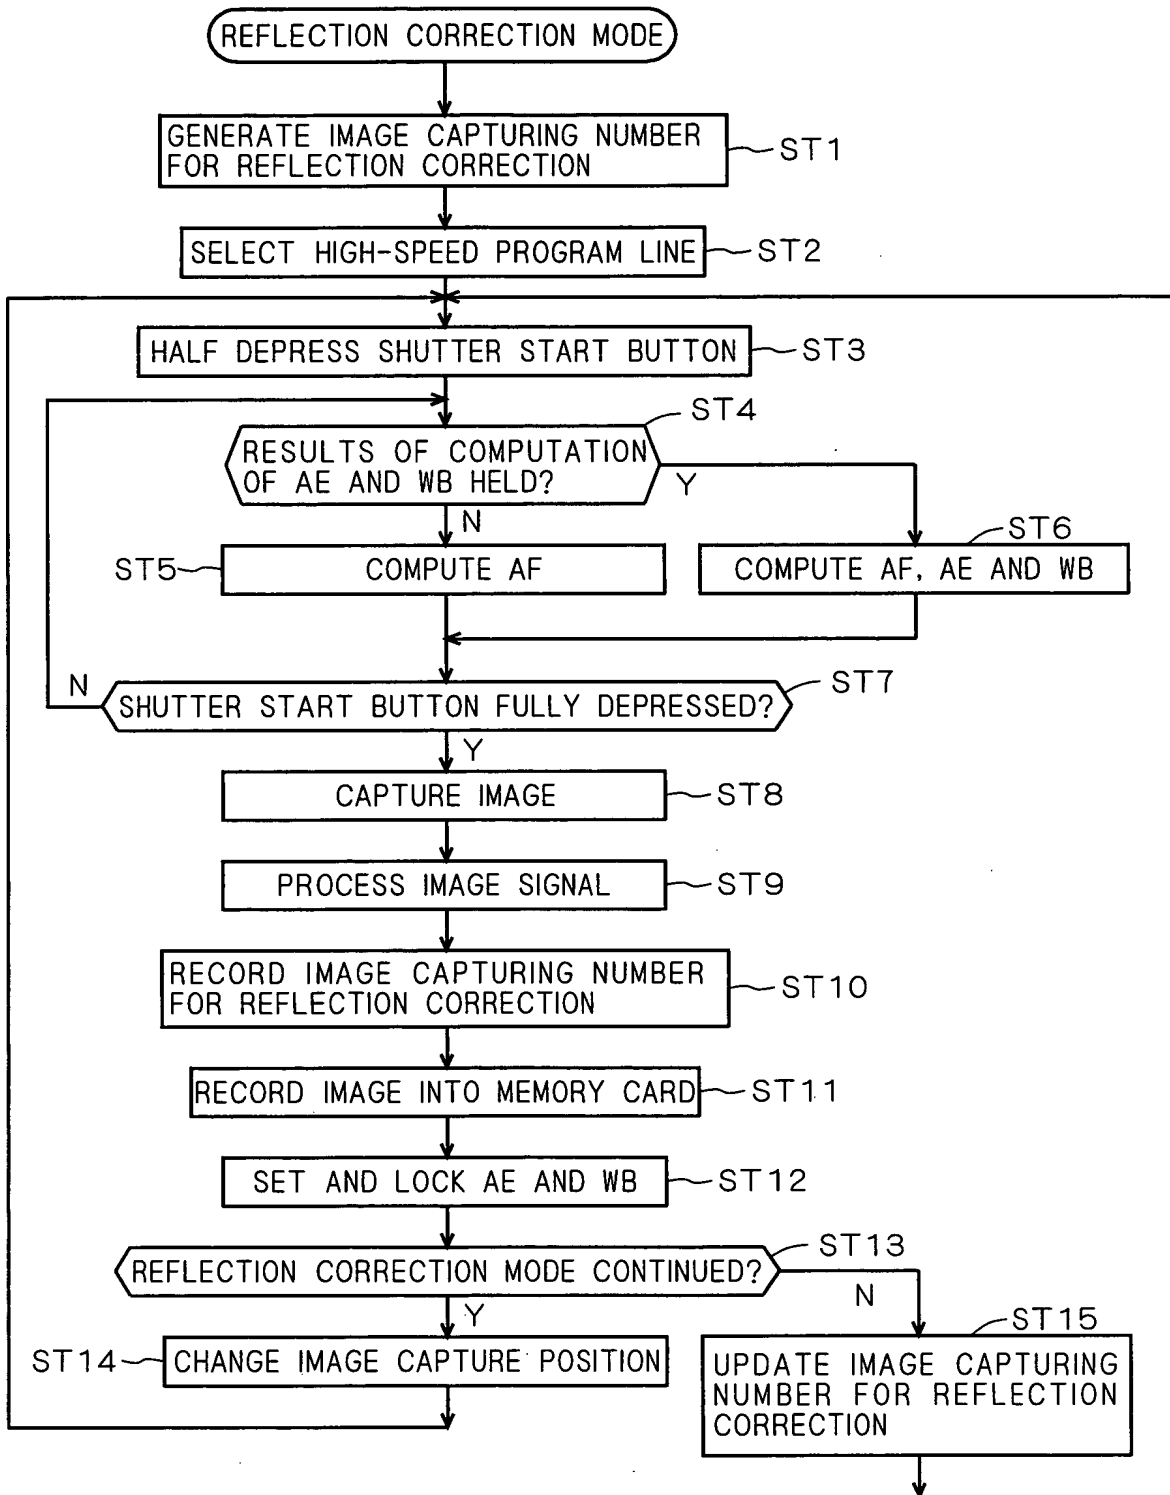 REFLECTION CORRECTION MODE
GENERATE IMAGE CAPTURING NUMBER
FOR REFLECTION CORRECTION
ST1
SELECT HIGH-SPEED PROGRAM LINE
ST2
HALF DEPRESS SHUTTER START BUTTON
ST3
ST4
RESULTS OF COMPUTATION
OF AE AND WB HELD?
Y
N
ST5
COMPUTE AF
ST6
COMPUTE AF, AE AND WB
N
SHUTTER START BUTTON FULLY DEPRESSED?
ST7
Y
CAPTURE IMAGE
ST8
PROCESS IMAGE SIGNAL
ST9
RECORD IMAGE CAPTURING NUMBER
FOR REFLECTION CORRECTION
ST10
RECORD IMAGE INTO MEMORY CARD
ST11
SET AND LOCK AE AND WB
ST12
REFLECTION CORRECTION MODE CONTINUED?
ST13
N
Y
ST14
CHANGE IMAGE CAPTURE POSITION
ST15
UPDATE IMAGE CAPTURING
NUMBER FOR REFLECTION
CORRECTION